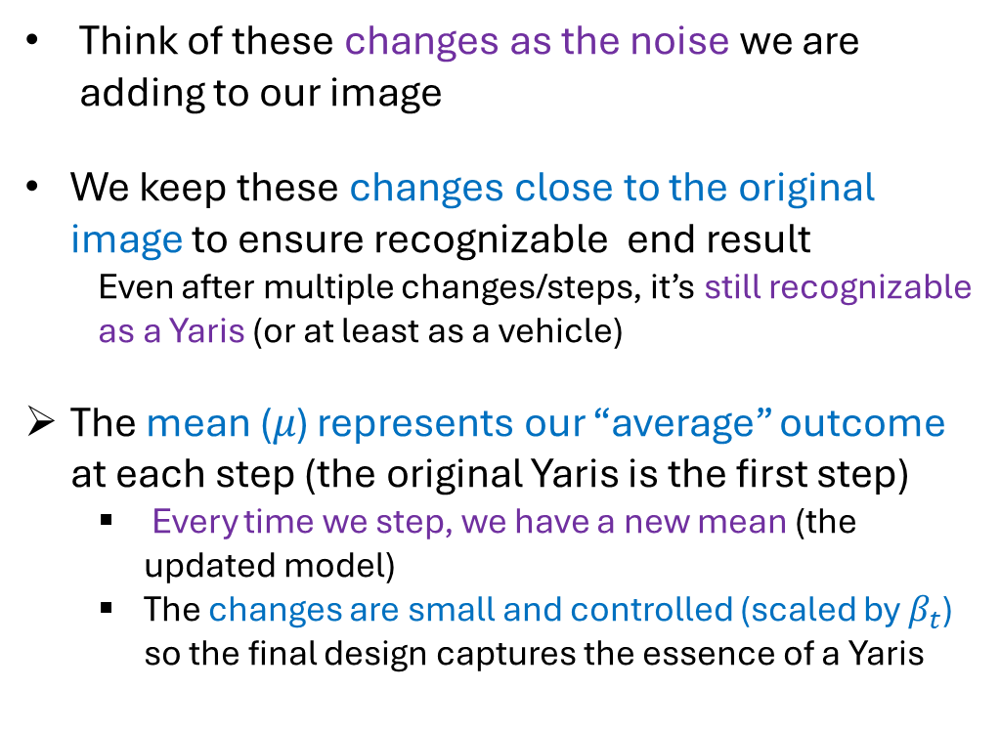 • Think of these changes as the noise we are
adding to our image
• We keep these changes close to the original
image to ensure recognizable end result
Even after multiple changes/steps, it’s still recognizable
as a Yaris (or at least as a vehicle)
➢ The mean (𝜇) represents our “average” outcome
at each step (the original Yaris is the first step)
▪ Every time we step, we have a new mean (the
updated model)
▪ The changes are small and controlled (scaled by 𝛽𝑡)
so the final design captures the essence of a Yaris